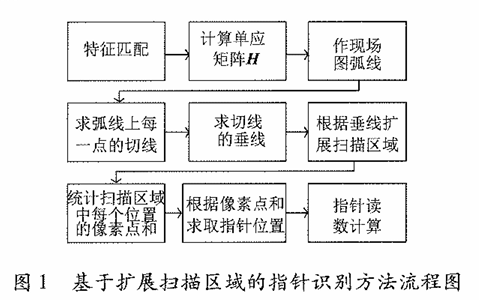 特征匹配
计算单应
矩阵H
作现场
图弧线
求弧线上每
一点的切线
求切线
的垂线
根据垂线扩
展扫描区域
统计扫描区域
中每个位置
的像素点和
根据像素点和
求取指针位置
指针读
数计算
图1 基于扩展扫描区域的指针识别方法流程图